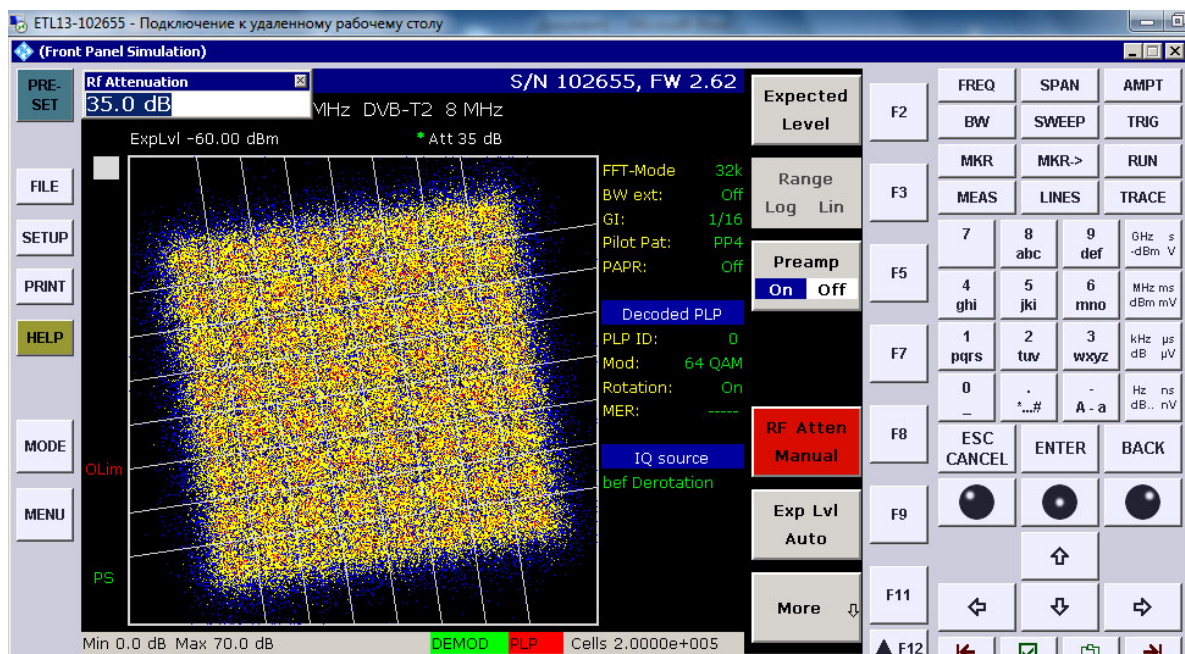 ETL13-102655 - Подключение к удаленному рабочему столу
(Front Panel Simulation)
PRE-
SET
FILE
SETUP
PRINT
HELP
MODE
MENU
Rf Attenuation
35.0 dB
S/N 102655, FW 2.62
MHz DVB-T2 8 MHz
ExpLvl -60.00 dBm
* Att 35 dB
OLim
PS
FFT-Mode 32k
BW ext: Off
GI: 1/16
Pilot Pat: PP4
PAPR: Off
Decoded PLP
PLP ID: 0
Mod: 64 QAM
Rotation: On
MER: -----
IQ source
bef Derotation
Min 0.0 dB Max 70.0 dB
DEMOD
PLP
Cells 2.0000e+005
Expected
Level
Range
Log Lin
Preamp
On Off
RF Atten
Manual
Exp Lvl
Auto
More
F2
F3
F5
F7
F8
F9
F11
F12
FREQ SPAN AMPT
BW SWEEP TRIG
MKR MKR-> RUN
MEAS LINES TRACE
7
8
abc
9
def
GHz s
-dBm V
4
ghi
5
jkl
6
mno
MHz ms
dBm mV
1
pqrs
2
tuv
3
wxyz
kHz µs
dB µV
0
_
.
*...#
-
A - a
Hz ns
dB.. nV
ESC
CANCEL
ENTER
BACK